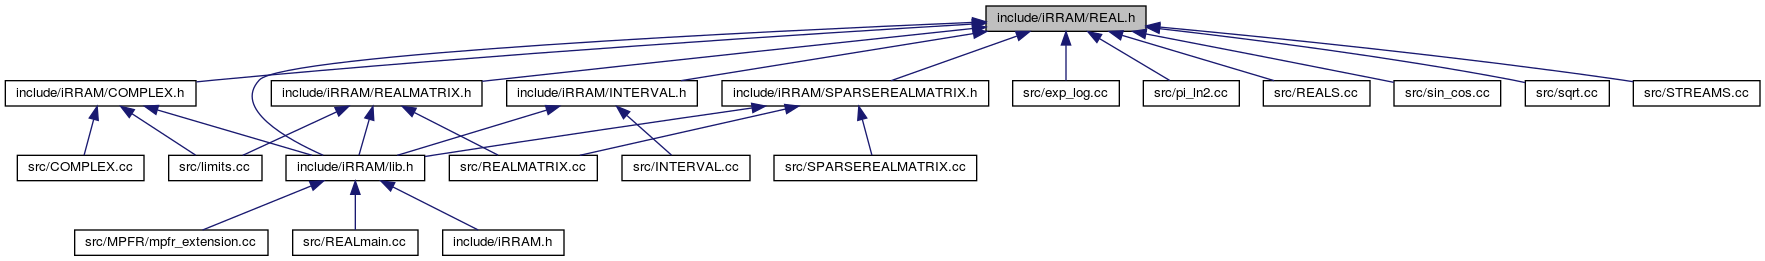 include/iRRAM/REAL.h
include/iRRAM/COMPLEX.h
include/iRRAM/REALMATRIX.h
include/iRRAM/INTERVAL.h
include/iRRAM/SPARSEREALMATRIX.h
src/exp_log.cc
src/pi_ln2.cc
src/REALS.cc
src/sin_cos.cc
src/sqrt.cc
src/STREAMS.cc
src/COMPLEX.cc
src/limits.cc
include/iRRAM/lib.h
src/REALMATRIX.cc
src/INTERVAL.cc
src/SPARSEREALMATRIX.cc
src/MPFR/mpfr_extension.cc
src/REALmain.cc
include/iRRAM.h